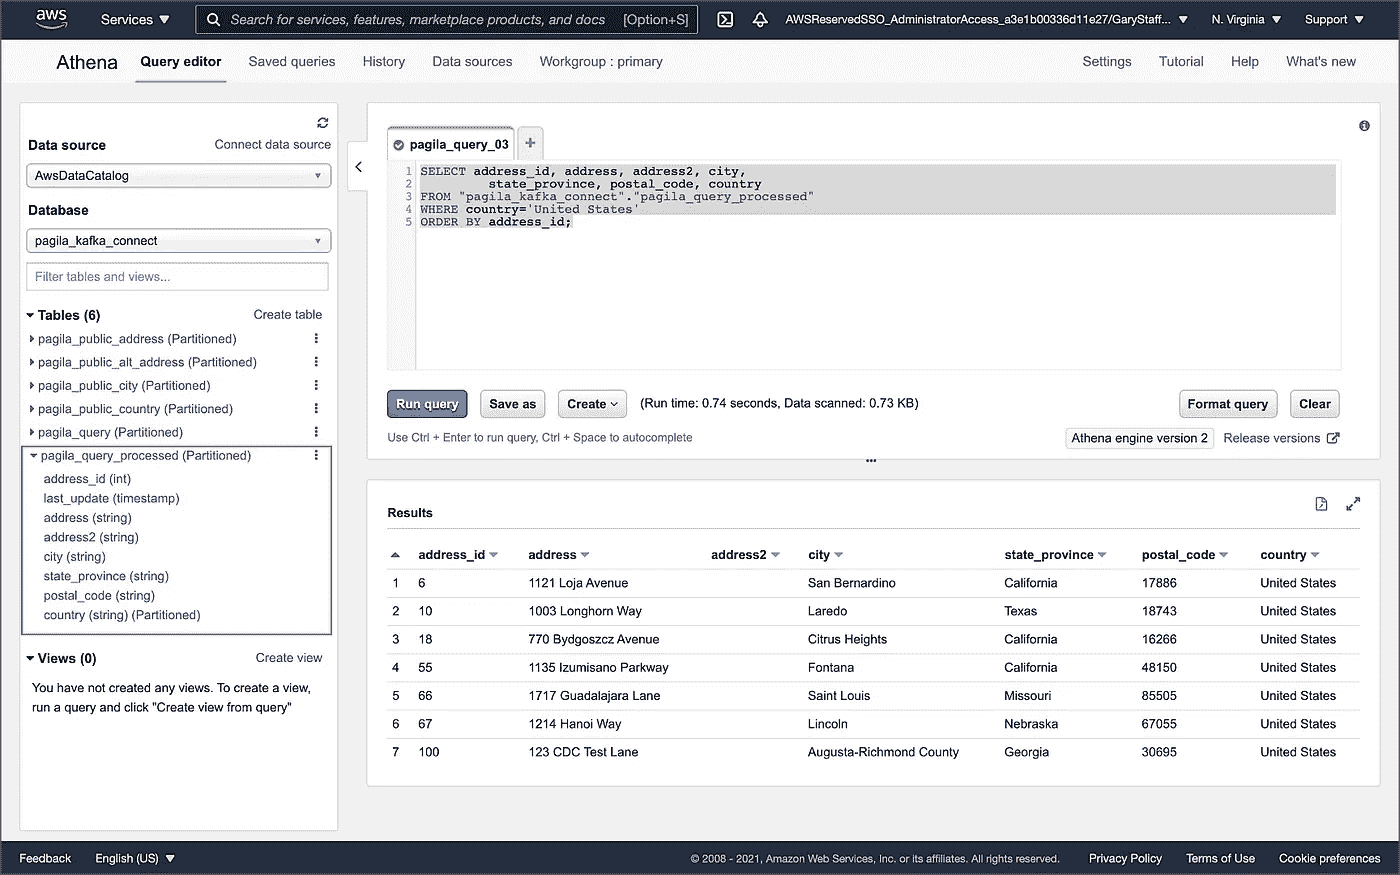 aws Services Search for services, features, marketplace products, and docs [Option+S] AWSReservedSSO_AdministratorAccess_a3e1b00336d11e27/GaryStaff... N. Virginia Support
Athena Query editor Saved queries History Data sources Workgroup : primary Settings Tutorial Help What's new
Data source Connect data source
AwsDataCatalog
Database
pagila_kafka_connect
Filter tables and views...
Tables (6) Create table
pagila_public_address (Partitioned)
pagila_public_alt_address (Partitioned)
pagila_public_city (Partitioned)
pagila_public_country (Partitioned)
pagila_query (Partitioned)
pagila_query_processed (Partitioned)
address_id (int)
last_update (timestamp)
address (string)
address2 (string)
city (string)
state_province (string)
postal_code (string)
country (string) (Partitioned)
Views (0) Create view
You have not created any views. To create a view,
run a query and click "Create view from query"
pagila_query_03 +
1 SELECT address_id, address, address2, city,
2 state_province, postal_code, country
3 FROM "pagila_kafka_connect"."pagila_query_processed"
4 WHERE country='United States'
5 ORDER BY address_id;
Run query Save as Create (Run time: 0.74 seconds, Data scanned: 0.73 KB) Format query Clear
Use Ctrl + Enter to run query, Ctrl + Space to autocomplete Athena engine version 2 Release versions
Results
address_id address address2 city state_province postal_code country
1 6 1121 Loja Avenue San Bernardino California 17886 United States
2 10 1003 Longhorn Way Laredo Texas 18743 United States
3 18 770 Bydgoszcz Avenue Citrus Heights California 16266 United States
4 55 1135 Izumisano Parkway Fontana California 48150 United States
5 66 1717 Guadalajara Lane Saint Louis Missouri 85505 United States
6 67 1214 Hanoi Way Lincoln Nebraska 67055 United States
7 100 123 CDC Test Lane Augusta-Richmond County Georgia 30695 United States
Feedback English (US) © 2008 - 2021, Amazon Web Services, Inc. or its affiliates. All rights reserved. Privacy Policy Terms of Use Cookie preferences